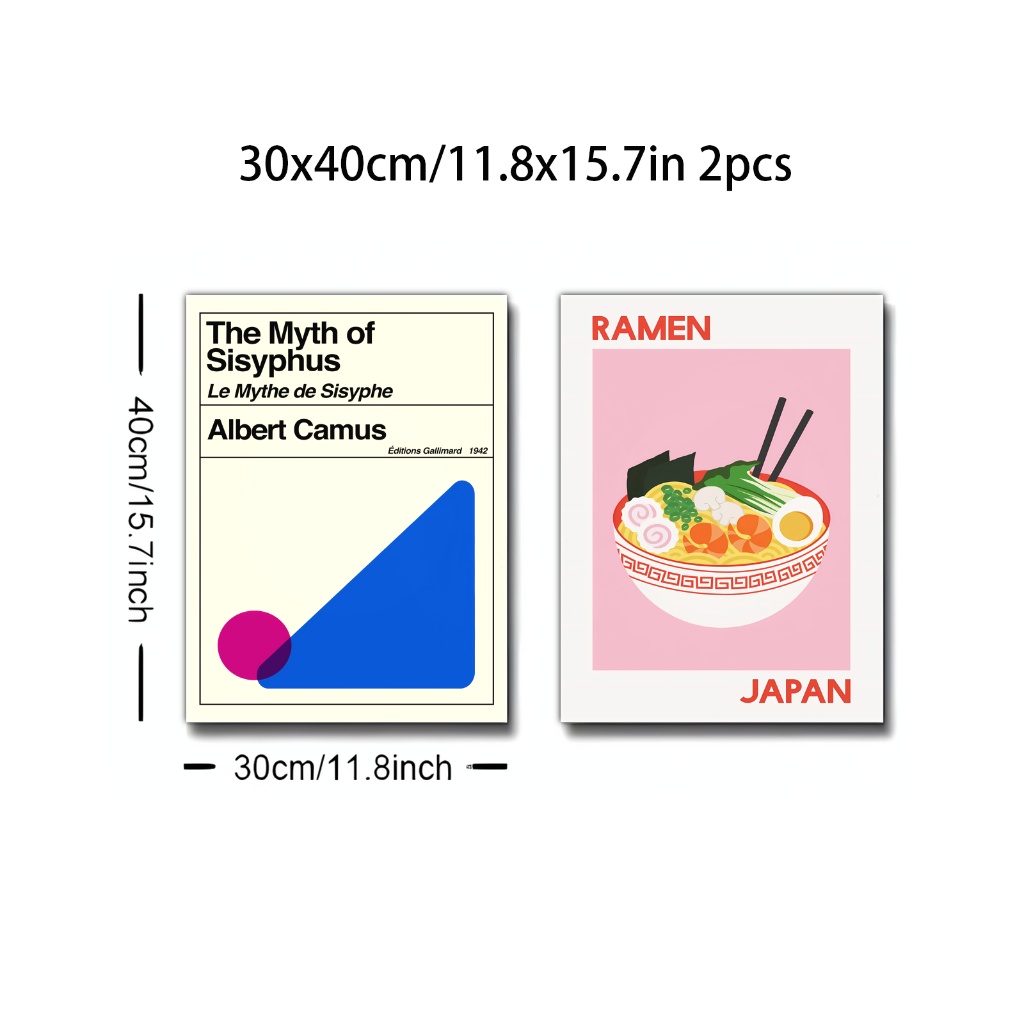 30x40cm/11.8x15.7in 2pcs
40cm/15.7inch
The Myth of
Sisyphus
Le Mythe de Sisyphe
Albert Camus
Éditions Gallimard 1942
30cm/11.8inch
RAMEN
JAPAN